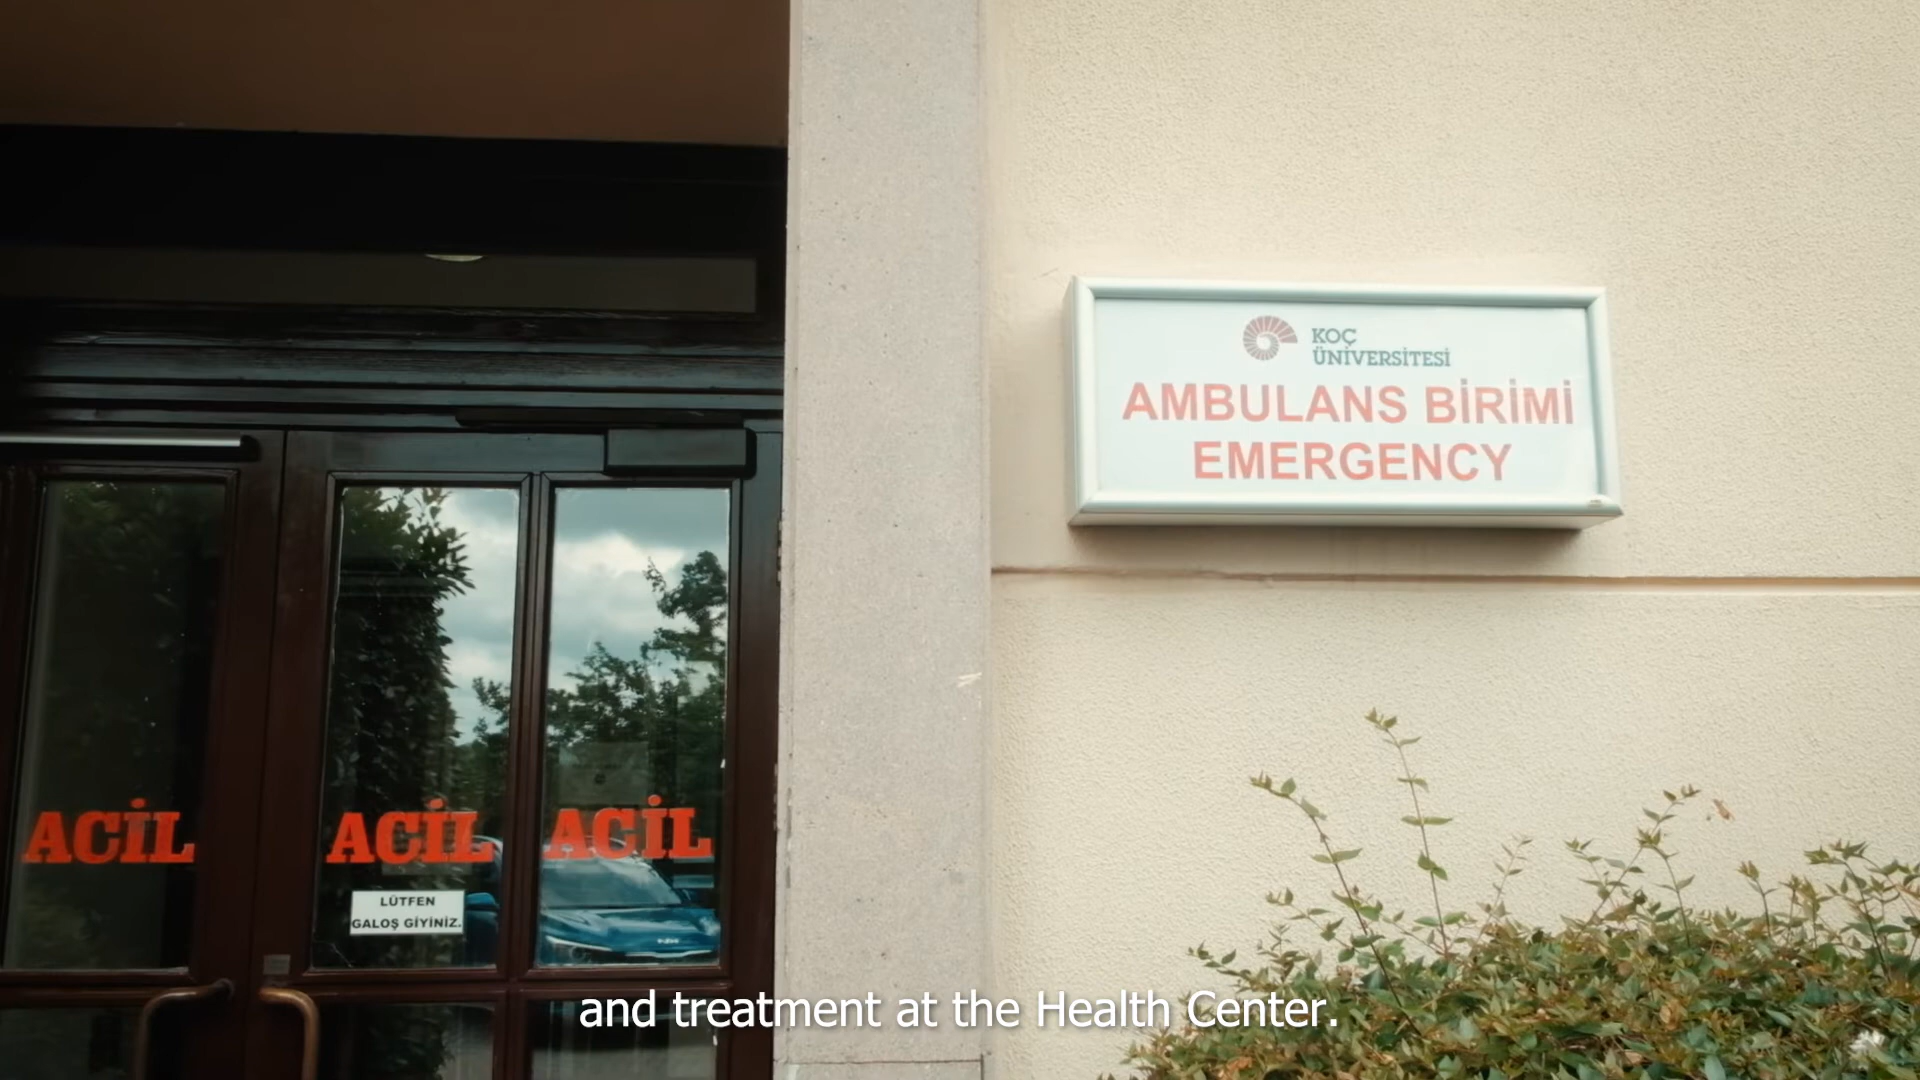 KOÇ
ÜNİVERSİTESİ
AMBULANS BİRİMİ
EMERGENCY
ACİL
ACİL
ACİL
LÜTFEN
GALOŞ GİYİNİZ.
and treatment at the Health Center.